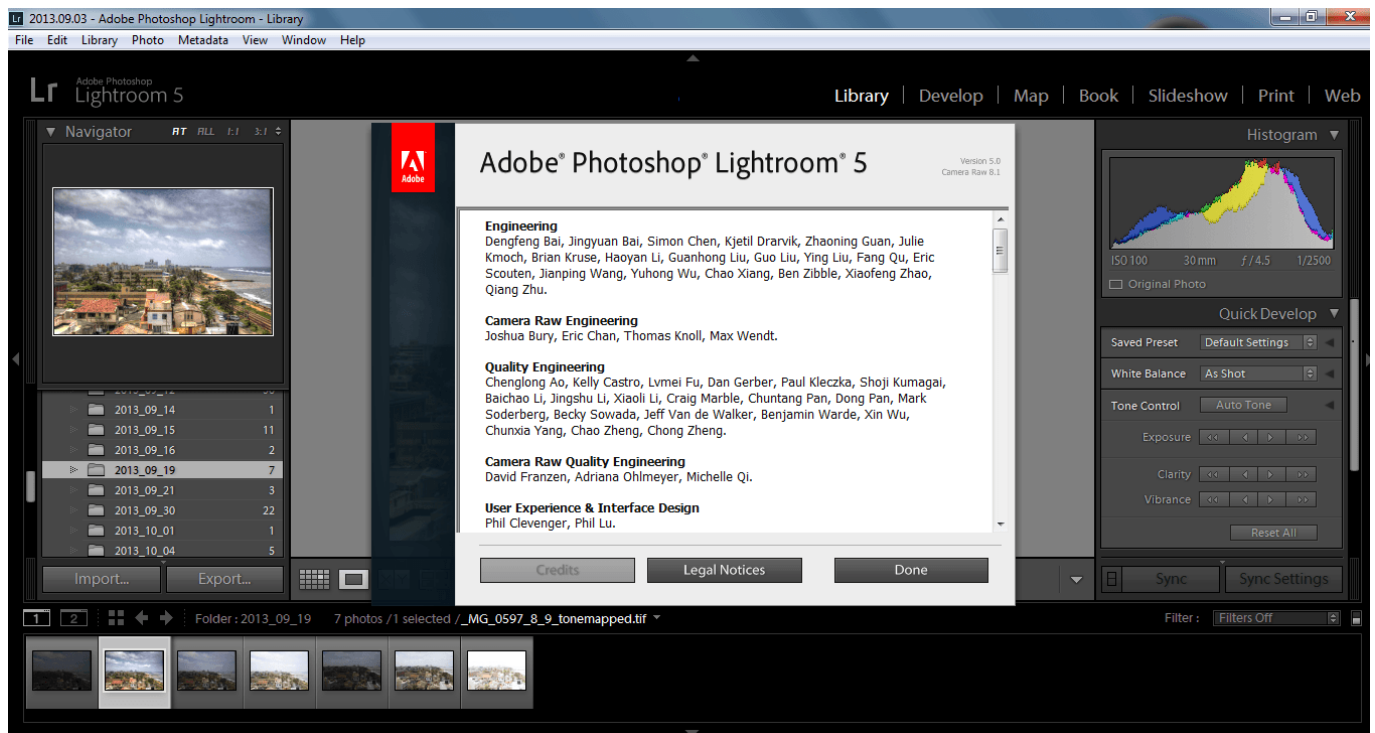 Lr 2013.09.03 - Adobe Photoshop Lightroom - Library
File Edit Library Photo Metadata View Window Help
Lr Adobe Photoshop
Lightroom 5
Library | Develop | Map | Book | Slideshow | Print | Web
Navigator FIT FILL 1:1 3:1
Adobe
Adobe® Photoshop® Lightroom® 5
Version 5.0
Camera Raw 8.1
Engineering
Dengfeng Bai, Jingyuan Bai, Simon Chen, Kjetil Drarvik, Zhaoning Guan, Julie
Kmoch, Brian Kruse, Haoyan Li, Guanhong Liu, Guo Liu, Ying Liu, Fang Qu, Eric
Scouten, Jianping Wang, Yuhong Wu, Chao Xiang, Ben Zibble, Xiaofeng Zhao,
Qiang Zhu.
Camera Raw Engineering
Joshua Bury, Eric Chan, Thomas Knoll, Max Wendt.
Quality Engineering
Chenglong Ao, Kelly Castro, Lvmei Fu, Dan Gerber, Paul Kleczka, Shoji Kumagai,
Baichao Li, Jingshu Li, Xiaoli Li, Craig Marble, Chuntang Pan, Dong Pan, Mark
Soderberg, Becky Sowada, Jeff Van de Walker, Benjamin Warde, Xin Wu,
Chunxia Yang, Chao Zheng, Chong Zheng.
Camera Raw Quality Engineering
David Franzen, Adriana Ohlmeyer, Michelle Qi.
User Experience & Interface Design
Phil Clevenger, Phil Lu.
Credits Legal Notices Done
2013_09_14 1
2013_09_15 11
2013_09_16 2
2013_09_19 7
2013_09_21 3
2013_09_30 22
2013_10_01 1
2013_10_04 5
Import... Export...
Histogram
ISO 100 30 mm f / 4.5 1/2500
Original Photo
Quick Develop
Saved Preset Default Settings
White Balance As Shot
Tone Control Auto Tone
Exposure
Clarity
Vibrance
Reset All
Sync Sync Settings
1 2 Folder : 2013_09_19 7 photos /1 selected /_MG_0597_8_9_tonemapped.tif
Filter : Filters Off